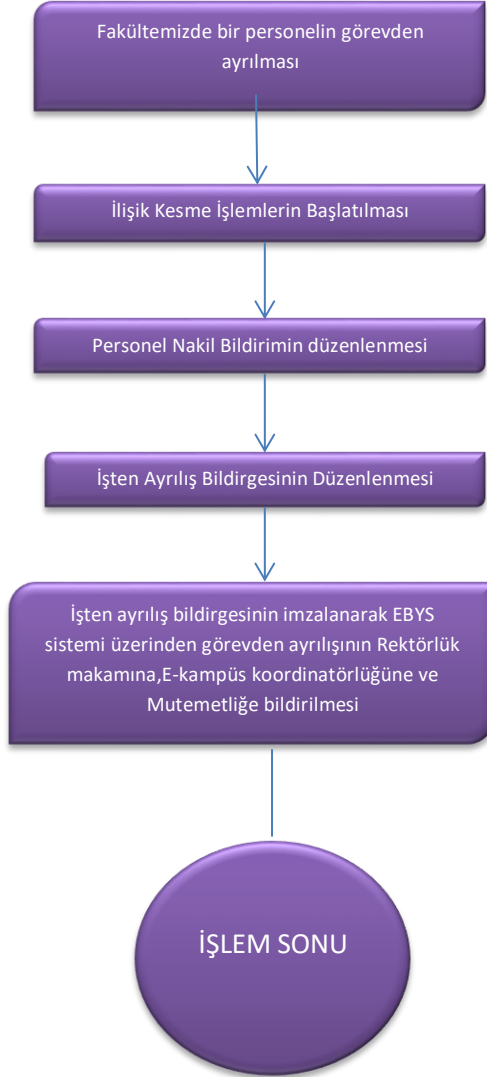 Fakültemizde bir personelin görevden
ayrılması
İlişik Kesme İşlemlerin Başlatılması
Personel Nakil Bildirimin düzenlenmesi
İşten Ayrılış Bildirgesinin Düzenlenmesi
İşten ayrılış bildirgesinin imzalanarak EBYS
sistemi üzerinden görevden ayrılışının Rektörlük
makamına,E-kampüs koordinatörlüğüne ve
Mutemetliğe bildirilmesi
İŞLEM SONU